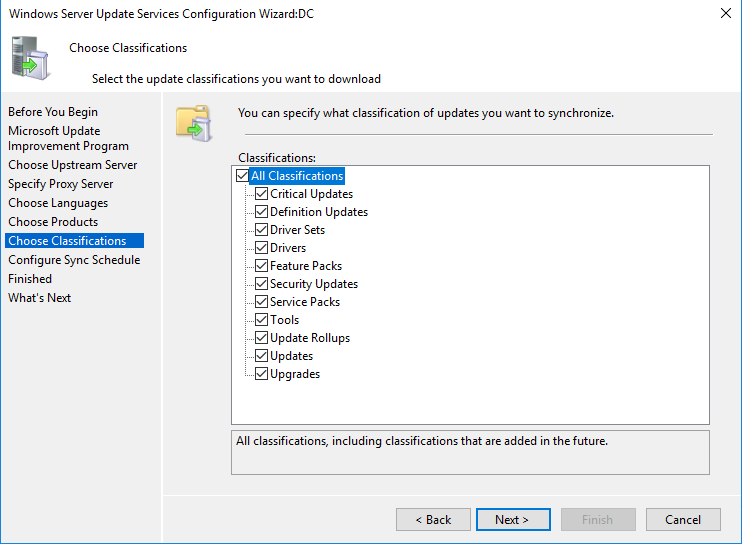 Windows Server Update Services Configuration Wizard:DC
Choose Classifications
Select the update classifications you want to download
Before You Begin
Microsoft Update
Improvement Program
Choose Upstream Server
Specify Proxy Server
Choose Languages
Choose Products
Choose Classifications
Configure Sync Schedule
Finished
What's Next
You can specify what classification of updates you want to synchronize.
Classifications:
All Classifications
Critical Updates
Definition Updates
Driver Sets
Drivers
Feature Packs
Security Updates
Service Packs
Tools
Update Rollups
Updates
Upgrades
All classifications, including classifications that are added in the future.
< Back
Next >
Finish
Cancel